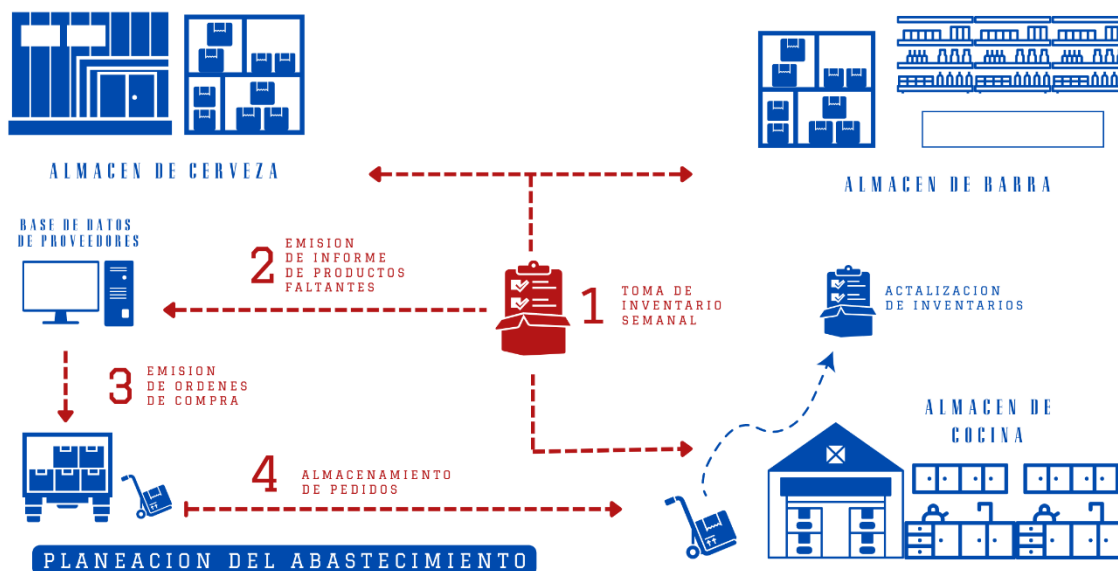 ALMACEN DE CERVEZA
ALMACEN DE BARRA
BASE DE DATOS
DE PROVEEDORES
2
EMISION
DE INFORME
DE PRODUCTOS
FALTANTES
1
TOMA DE
INVENTARIO
SEMANAL
ACTALIZACION
DE INVENTARIOS
3
EMISION
DE ORDENES
DE COMPRA
ALMACEN DE
COCINA
4
ALMACENAMIENTO
DE PEDIDOS
PLANEACION DEL ABASTECIMIENTO